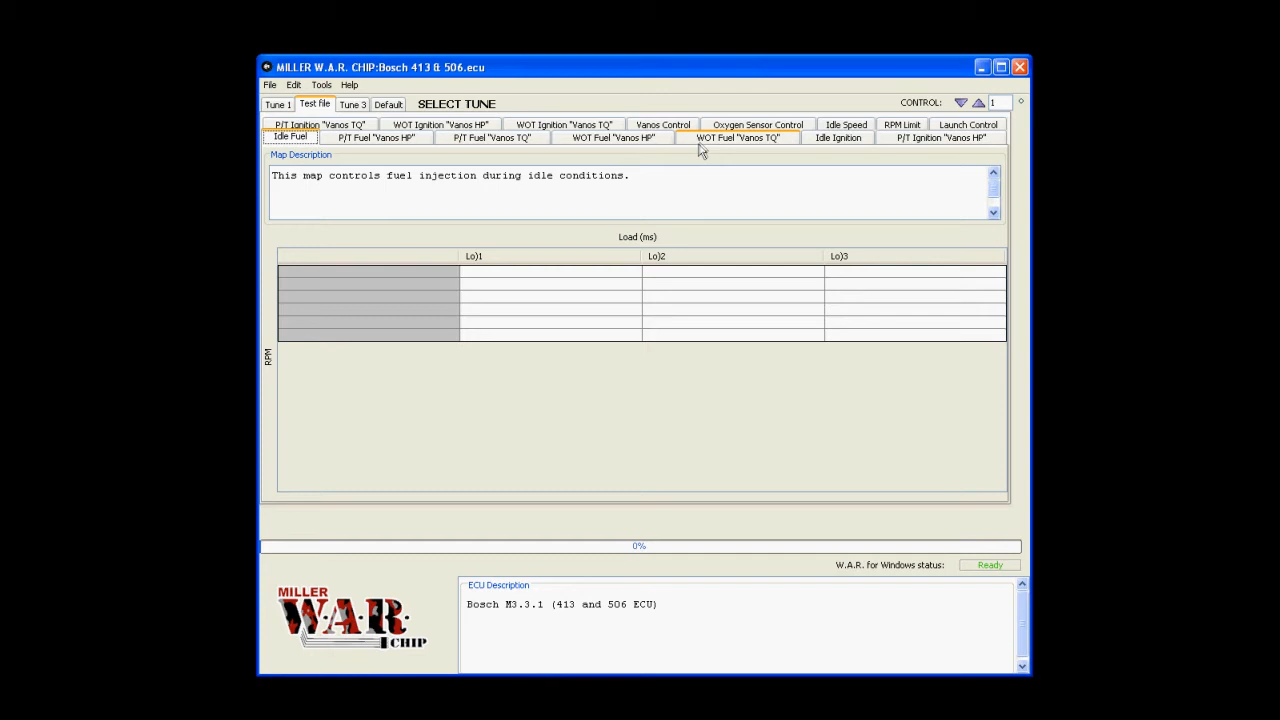 MILLER W.A.R. CHIP:Bosch 413 & 506.ecu
File Edit Tools Help
Tune 1 Test file Tune 3 Default SELECT TUNE CONTROL: 1
P/T Ignition "Vanos TQ" WOT Ignition "Vanos HP" WOT Ignition "Vanos TQ" Vanos Control Oxygen Sensor Control Idle Speed RPM Limit Launch Control
Idle Fuel P/T Fuel "Vanos HP" P/T Fuel "Vanos TQ" WOT Fuel "Vanos HP" WOT Fuel "Vanos TQ" Idle Ignition P/T Ignition "Vanos HP"
Map Description
This map controls fuel injection during idle conditions.
Load (ms)
Lo)1 Lo)2 Lo)3
RPM
0%
W.A.R. for Windows status: Ready
MILLER
W.A.R.
CHIP
ECU Description
Bosch M3.3.1 (413 and 506 ECU)